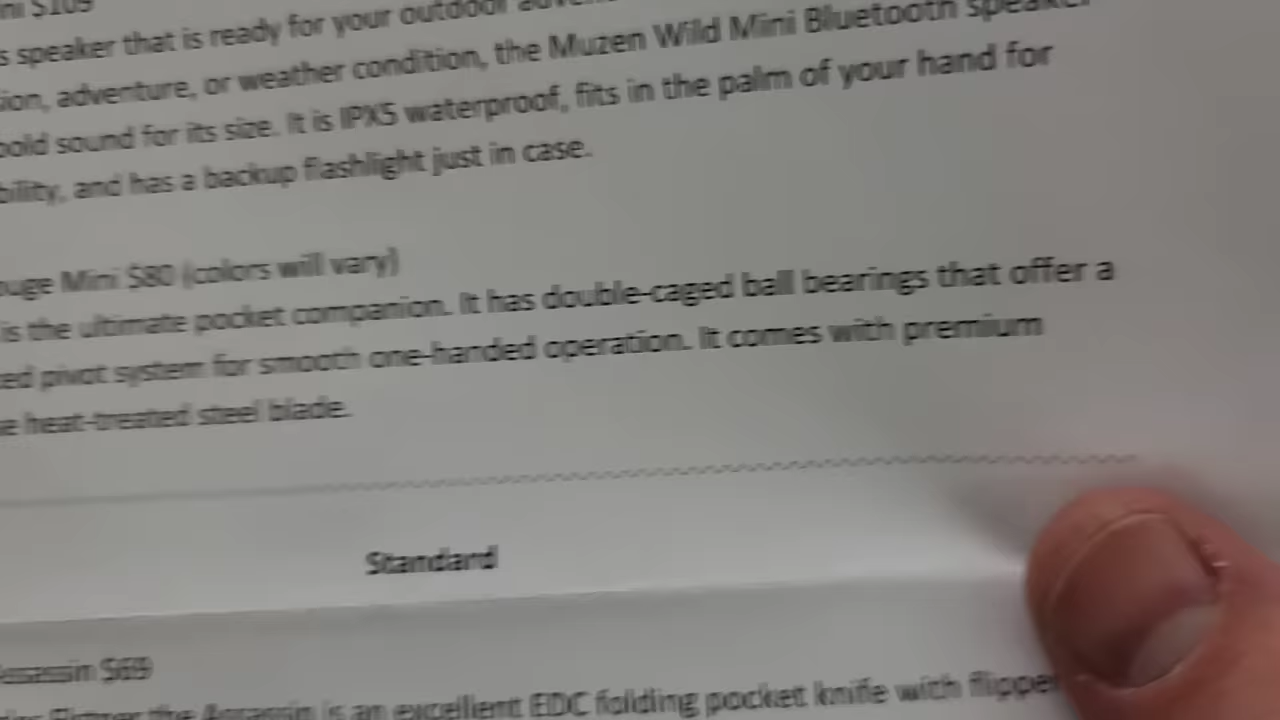 $109
speaker that is ready for your outdoor
adventure, or weather condition, the Muzen Wild Mini Bluetooth speaker
bold sound for its size. It is IPX5 waterproof, fits in the palm of your hand for
and has a backup flashlight just in case.
Mini $80 (colors will vary)
is the ultimate pocket companion. It has double-caged ball bearings that offer a
pivot system for smooth one-handed operation. It comes with premium
heat-treated steel blade.
Standard
Assassin $69
the Assassin is an excellent EDC folding pocket knife with flipper